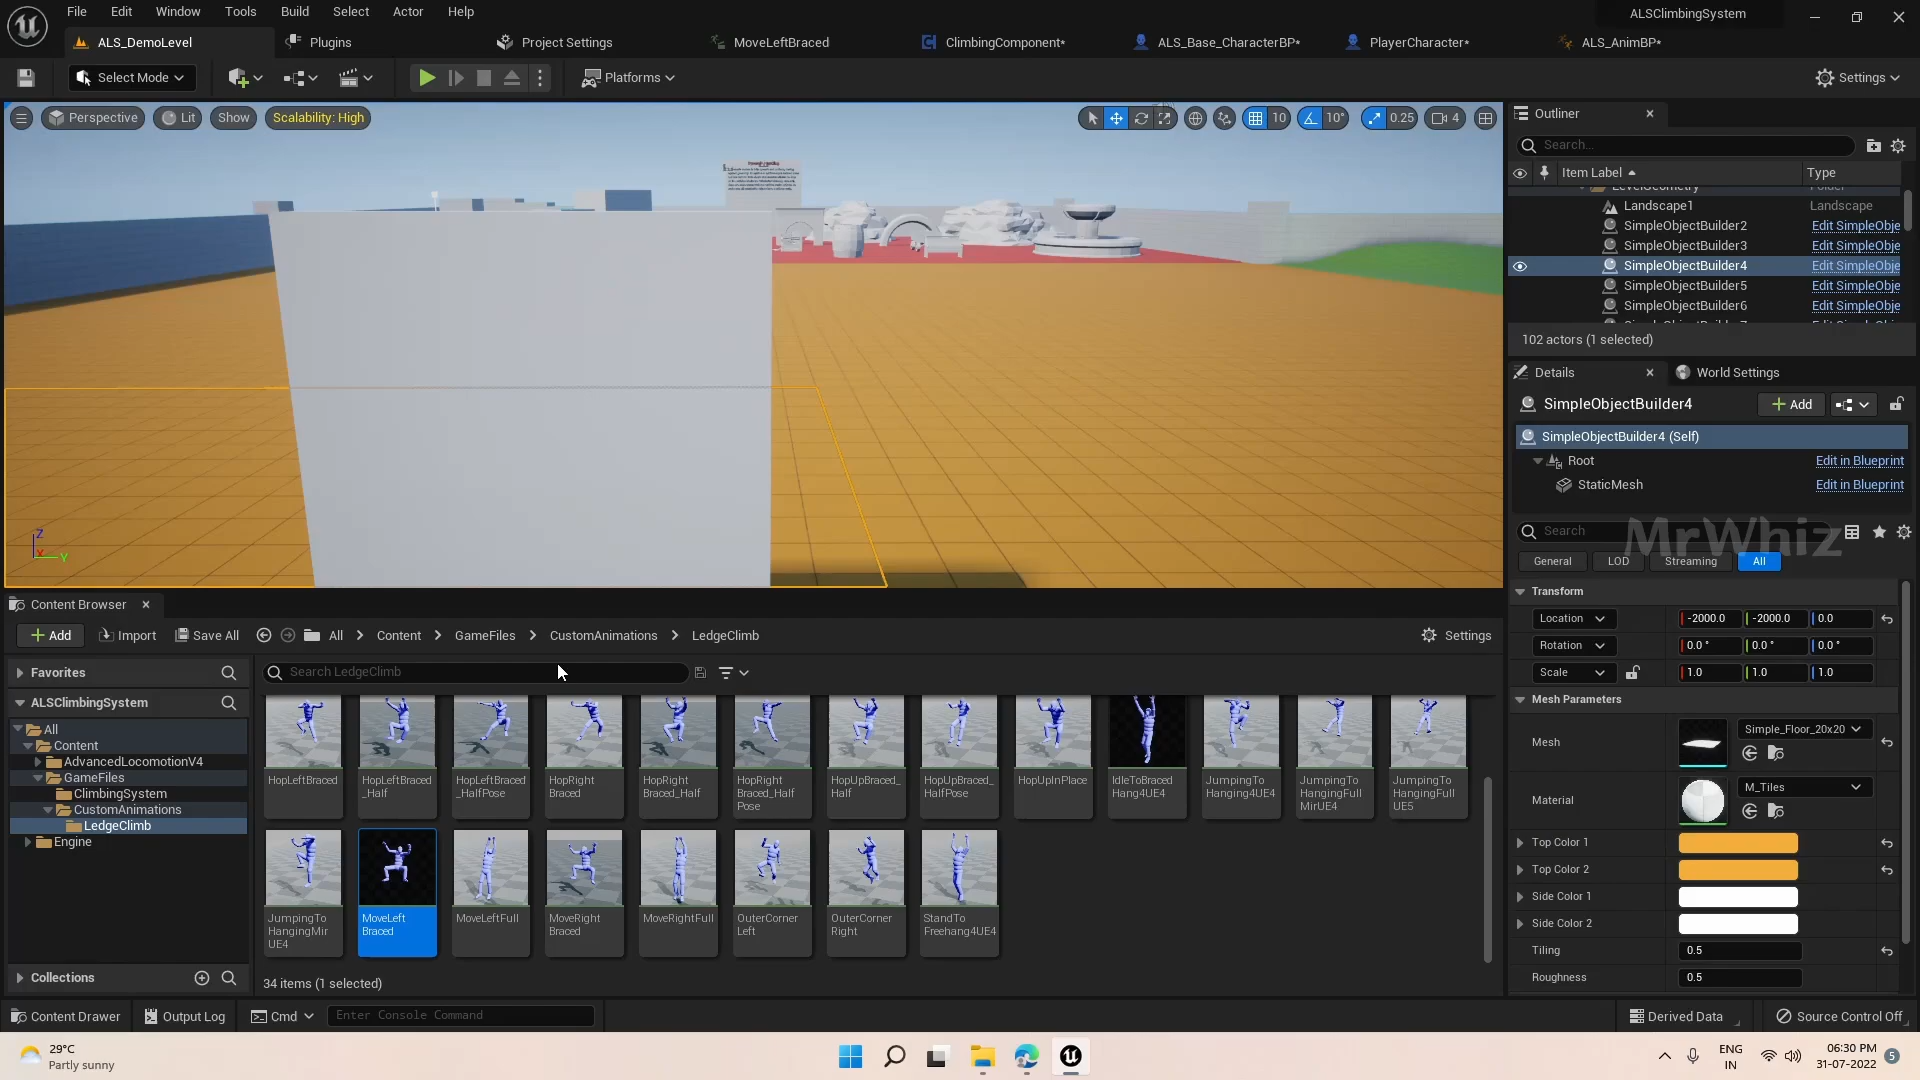 File Edit Window Tools Build Select Actor Help
ALSClimbingSystem
ALS_DemoLevel
Plugins
Project Settings
MoveLeftBraced
ClimbingComponent*
ALS_Base_CharacterBP*
PlayerCharacter*
ALS_AnimBP*
Select Mode
Platforms
Settings
Perspective
Lit
Show
Scalability: High
10
10°
0.25
4
Outliner
Search...
Item Label
Type
LevelGeometry Folder
Landscape1 Landscape
SimpleObjectBuilder2 Edit SimpleObje
SimpleObjectBuilder3 Edit SimpleObje
SimpleObjectBuilder4 Edit SimpleObje
SimpleObjectBuilder5 Edit SimpleObje
SimpleObjectBuilder6 Edit SimpleObje
102 actors (1 selected)
Details
World Settings
SimpleObjectBuilder4
Add
SimpleObjectBuilder4 (Self)
Root Edit in Blueprint
StaticMesh Edit in Blueprint
Search
MrWhiz
General LOD Streaming All
Transform
Location -2000.0 -2000.0 0.0
Rotation 0.0° 0.0° 0.0°
Scale 1.0 1.0 1.0
Mesh Parameters
Mesh Simple_Floor_20x20
Material M_Tiles
Top Color 1
Top Color 2
Side Color 1
Side Color 2
Tiling 0.5
Roughness 0.5
Z
X
Y
Content Browser
Add Import Save All All Content GameFiles CustomAnimations LedgeClimb Settings
Favorites
Search LedgeClimb
ALSClimbingSystem
All
Content
AdvancedLocomotionV4
GameFiles
ClimbingSystem
CustomAnimations
LedgeClimb
Engine
Collections
HopLeftBraced
HopLeftBraced
_Half
HopLeftBraced
_HalfPose
HopRight
Braced
HopRight
Braced_Half
HopRight
Braced_Half
Pose
HopUpBraced_
Half
HopUpBraced_
HalfPose
HopUpInPlace
IdleToBraced
Hang4UE4
JumpingTo
Hanging4UE4
JumpingTo
HangingFull
MirUE4
JumpingTo
HangingFull
UE5
JumpingTo
HangingMir
UE4
MoveLeft
Braced
MoveLeftFull
MoveRight
Braced
MoveRightFull
OuterCorner
Left
OuterCorner
Right
StandTo
Freehang4UE4
34 items (1 selected)
Content Drawer
Output Log
Cmd
Enter Console Command
Derived Data
Source Control Off
29°C
Partly sunny
ENG
IN
06:30 PM
31-07-2022
5